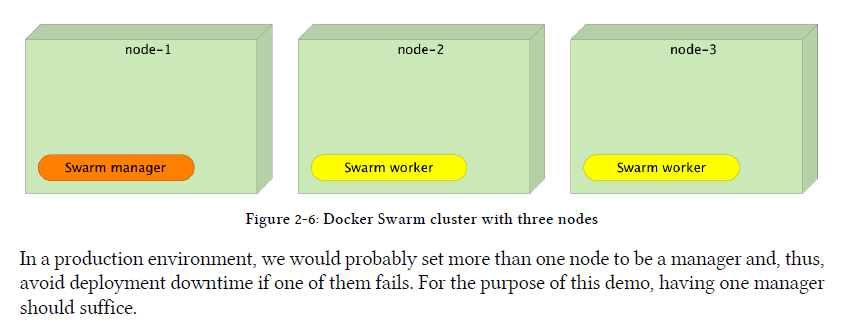 node-1 node-2 node-3
Swarm manager Swarm worker Swarm worker
Figure 2-6: Docker Swarm cluster with three nodes
In a production environment, we would probably set more than one node to be a manager and, thus,
avoid deployment downtime if one of them fails. For the purpose of this demo, having one manager
should suffice.